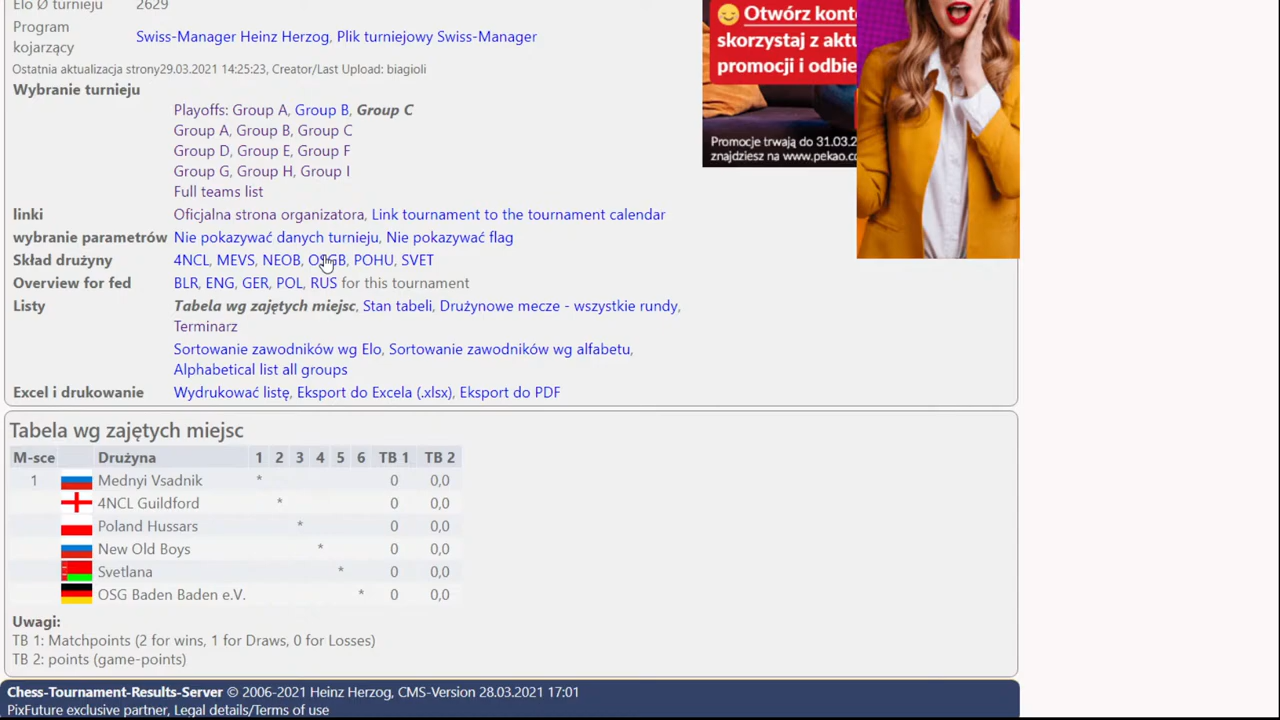 Elo Ø turnieju 2629
Program kojarzący Swiss-Manager Heinz Herzog, Plik turniejowy Swiss-Manager
Ostatnia aktualizacja strony29.03.2021 14:25:23, Creator/Last Upload: biagioli
Wybranie turnieju
Playoffs: Group A, Group B, Group C
Group A, Group B, Group C
Group D, Group E, Group F
Group G, Group H, Group I
Full teams list
linki Oficjalna strona organizatora, Link tournament to the tournament calendar
wybranie parametrów Nie pokazywać danych turnieju, Nie pokazywać flag
Skład drużyny 4NCL, MEVS, NEOB, OSGB, POHU, SVET
Overview for fed BLR, ENG, GER, POL, RUS for this tournament
Listy Tabela wg zajętych miejsc, Stan tabeli, Drużynowe mecze - wszystkie rundy,
Terminarz
Sortowanie zawodników wg Elo, Sortowanie zawodników wg alfabetu,
Alphabetical list all groups
Excel i drukowanie Wydrukować listę, Eksport do Excela (.xlsx), Eksport do PDF
Otwórz kont
skorzystaj z aktu
promocji i odbie
Promocje trwają do 31.03.2
znajdziesz na www.pekao.co
Tabela wg zajętych miejsc
M-sce Drużyna 1 2 3 4 5 6 TB 1 TB 2
1 Mednyi Vsadnik * 0 0,0
4NCL Guildford * 0 0,0
Poland Hussars * 0 0,0
New Old Boys * 0 0,0
Svetlana * 0 0,0
OSG Baden Baden e.V. * 0 0,0
Uwagi:
TB 1: Matchpoints (2 for wins, 1 for Draws, 0 for Losses)
TB 2: points (game-points)
Chess-Tournament-Results-Server © 2006-2021 Heinz Herzog, CMS-Version 28.03.2021 17:01
PixFuture exclusive partner, Legal details/Terms of use